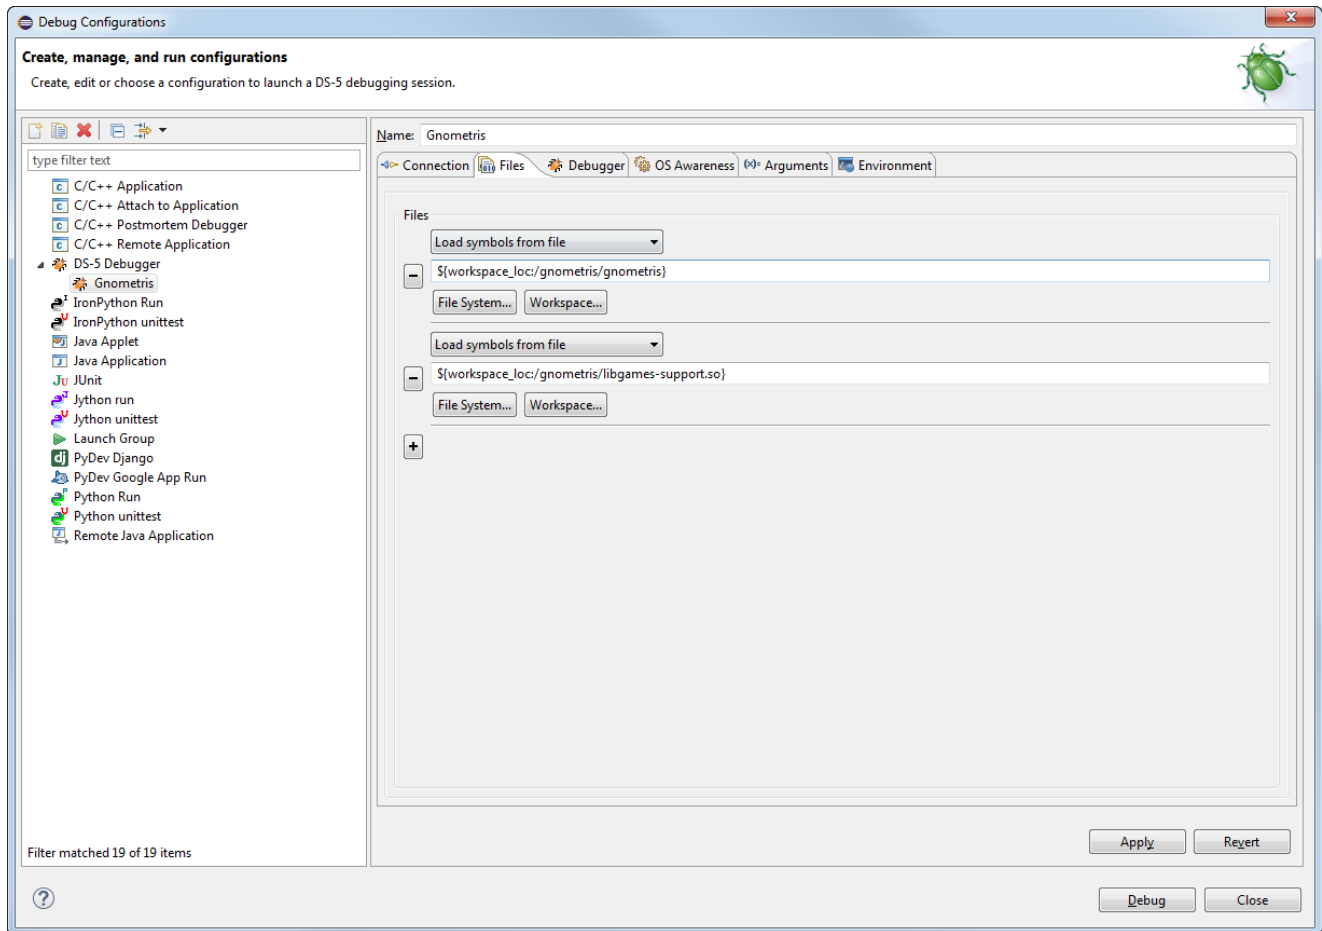 Debug Configurations
x
Create, manage, and run configurations
Create, edit or choose a configuration to launch a DS-5 debugging session.
type filter text
C/C++ Application
C/C++ Attach to Application
C/C++ Postmortem Debugger
C/C++ Remote Application
DS-5 Debugger
Gnometris
IronPython Run
IronPython unittest
Java Applet
Java Application
JUnit
Jython run
Jython unittest
Launch Group
PyDev Django
PyDev Google App Run
Python Run
Python unittest
Remote Java Application
Filter matched 19 of 19 items
Name: Gnometris
Connection Files Debugger OS Awareness Arguments Environment
Files
Load symbols from file
${workspace_loc:/gnometris/gnometris}
File System... Workspace...
Load symbols from file
${workspace_loc:/gnometris/libgames-support.so}
File System... Workspace...
Apply Revert
Debug Close